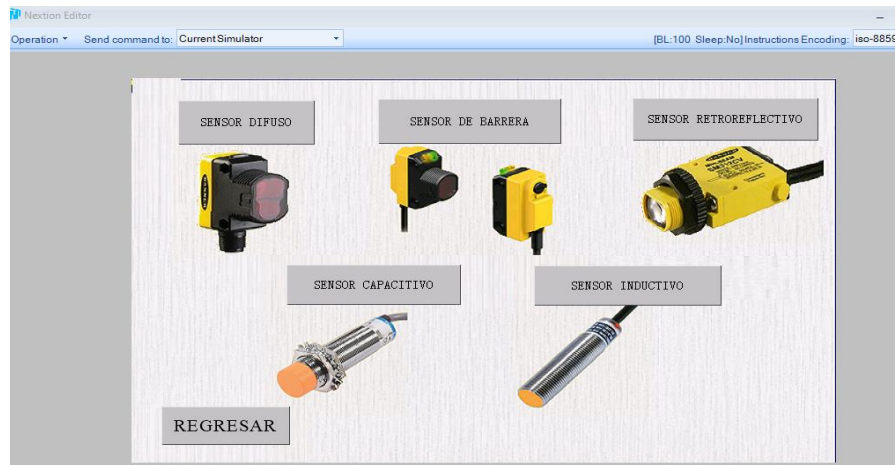 Nextion Editor
Operation Send command to: Current Simulator [BL:100 Sleep:No] Instructions Encoding: iso-8859
SENSOR DIFUSO SENSOR DE BARRERA SENSOR RETROREFLECTIVO
SENSOR CAPACITIVO SENSOR INDUCTIVO
REGRESAR